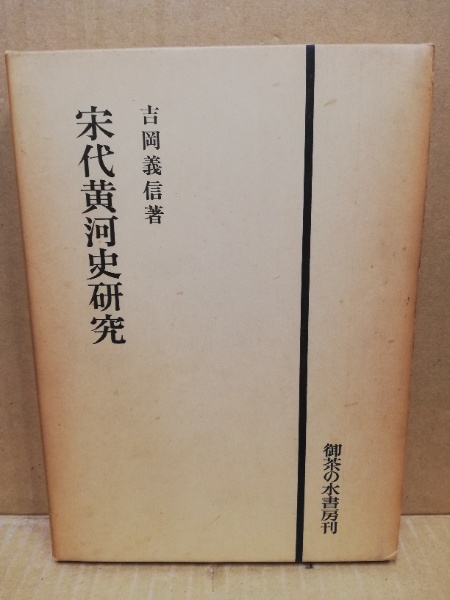 宋代黄河史研究
吉岡義信著
御茶の水書房刊